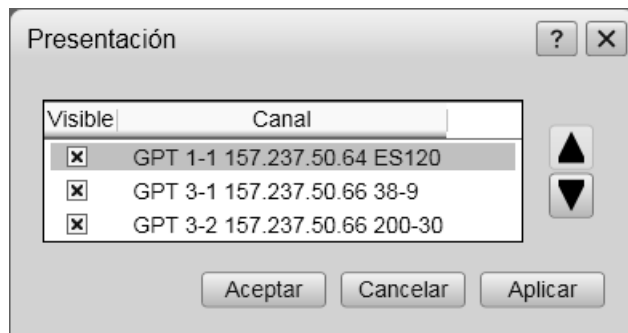 Presentación ?
Visible Canal
GPT 1-1 157.237.50.64 ES120
GPT 3-1 157.237.50.66 38-9
GPT 3-2 157.237.50.66 200-30
Aceptar Cancelar Aplicar